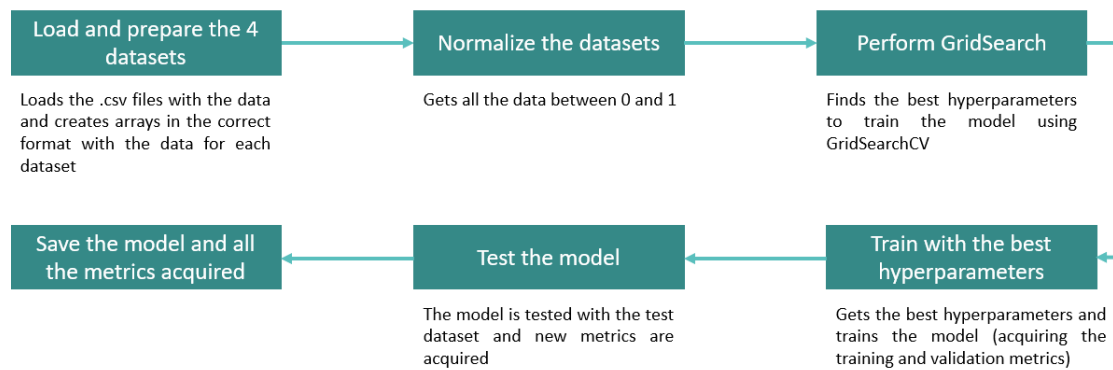 Load and prepare the 4
datasets
Loads the .csv files with the data
and creates arrays in the correct
format with the data for each
dataset
Normalize the datasets
Gets all the data between 0 and 1
Perform GridSearch
Finds the best hyperparameters
to train the model using
GridSearchCV
Train with the best
hyperparameters
Gets the best hyperparameters and
trains the model (acquiring the
training and validation metrics)
Test the model
The model is tested with the test
dataset and new metrics are
acquired
Save the model and all
the metrics acquired